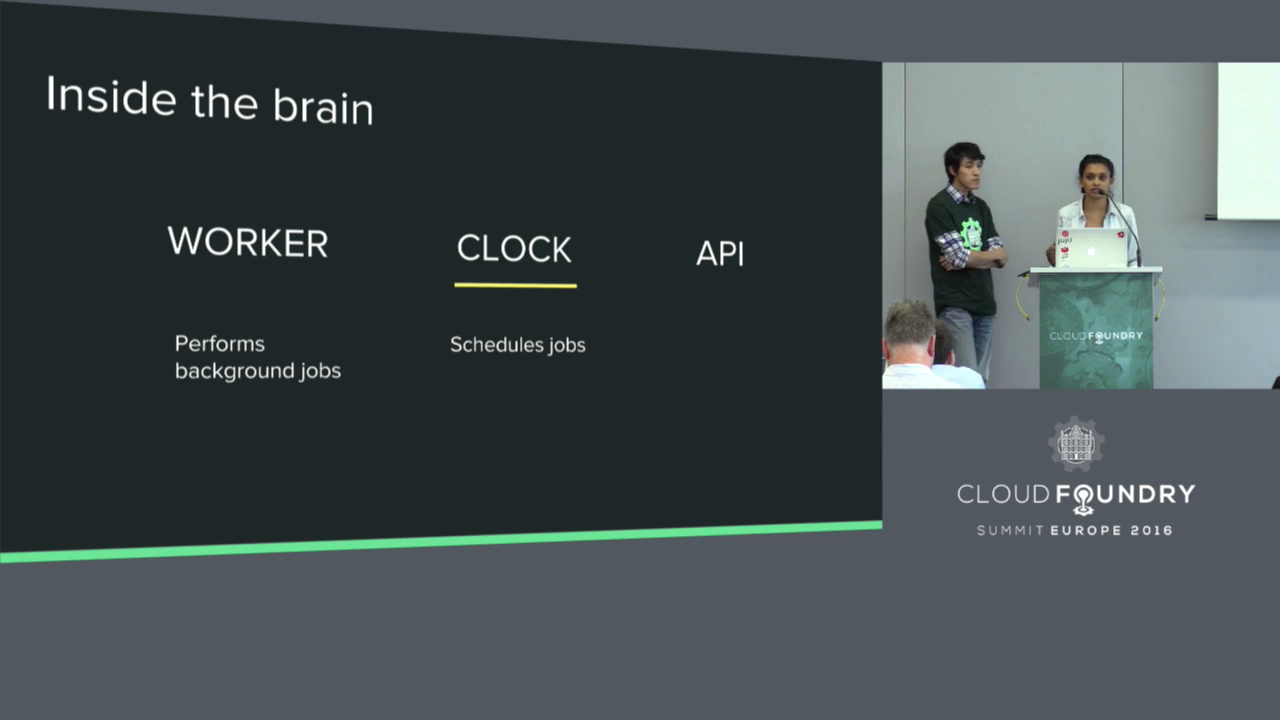 Inside the brain
WORKER
CLOCK
API
Performs
background jobs
Schedules jobs
CLOUD FOUNDRY
CLOUD FOUNDRY
SUMMIT EUROPE 2016